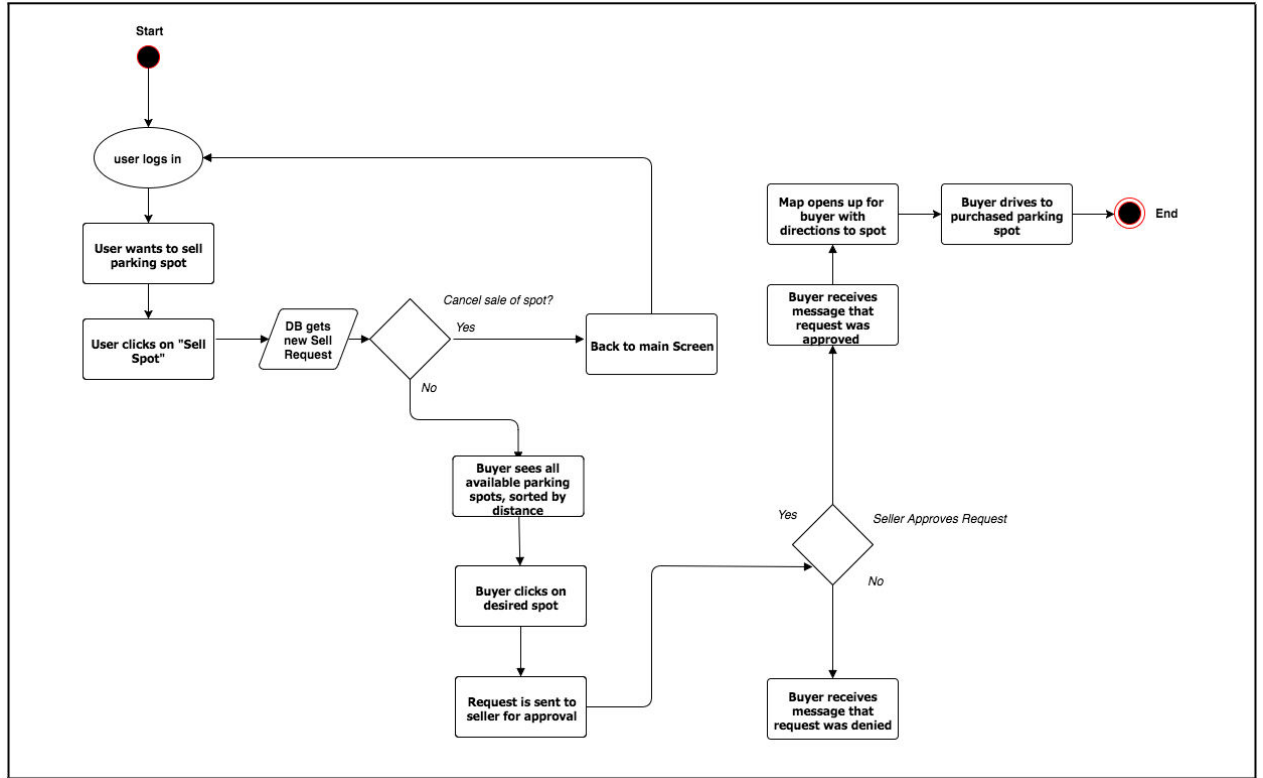 Start
user logs in
User wants to sell
parking spot
User clicks on "Sell
Spot"
DB gets
new Sell
Request
Cancel sale of spot?
Yes
Back to main Screen
No
Buyer sees all
available parking
spots, sorted by
distance
Buyer clicks on
desired spot
Request is sent to
seller for approval
Yes
Seller Approves Request
No
Buyer receives
message that
request was denied
Buyer receives
message that
request was
approved
Map opens up for
buyer with
directions to spot
Buyer drives to
purchased parking
spot
End